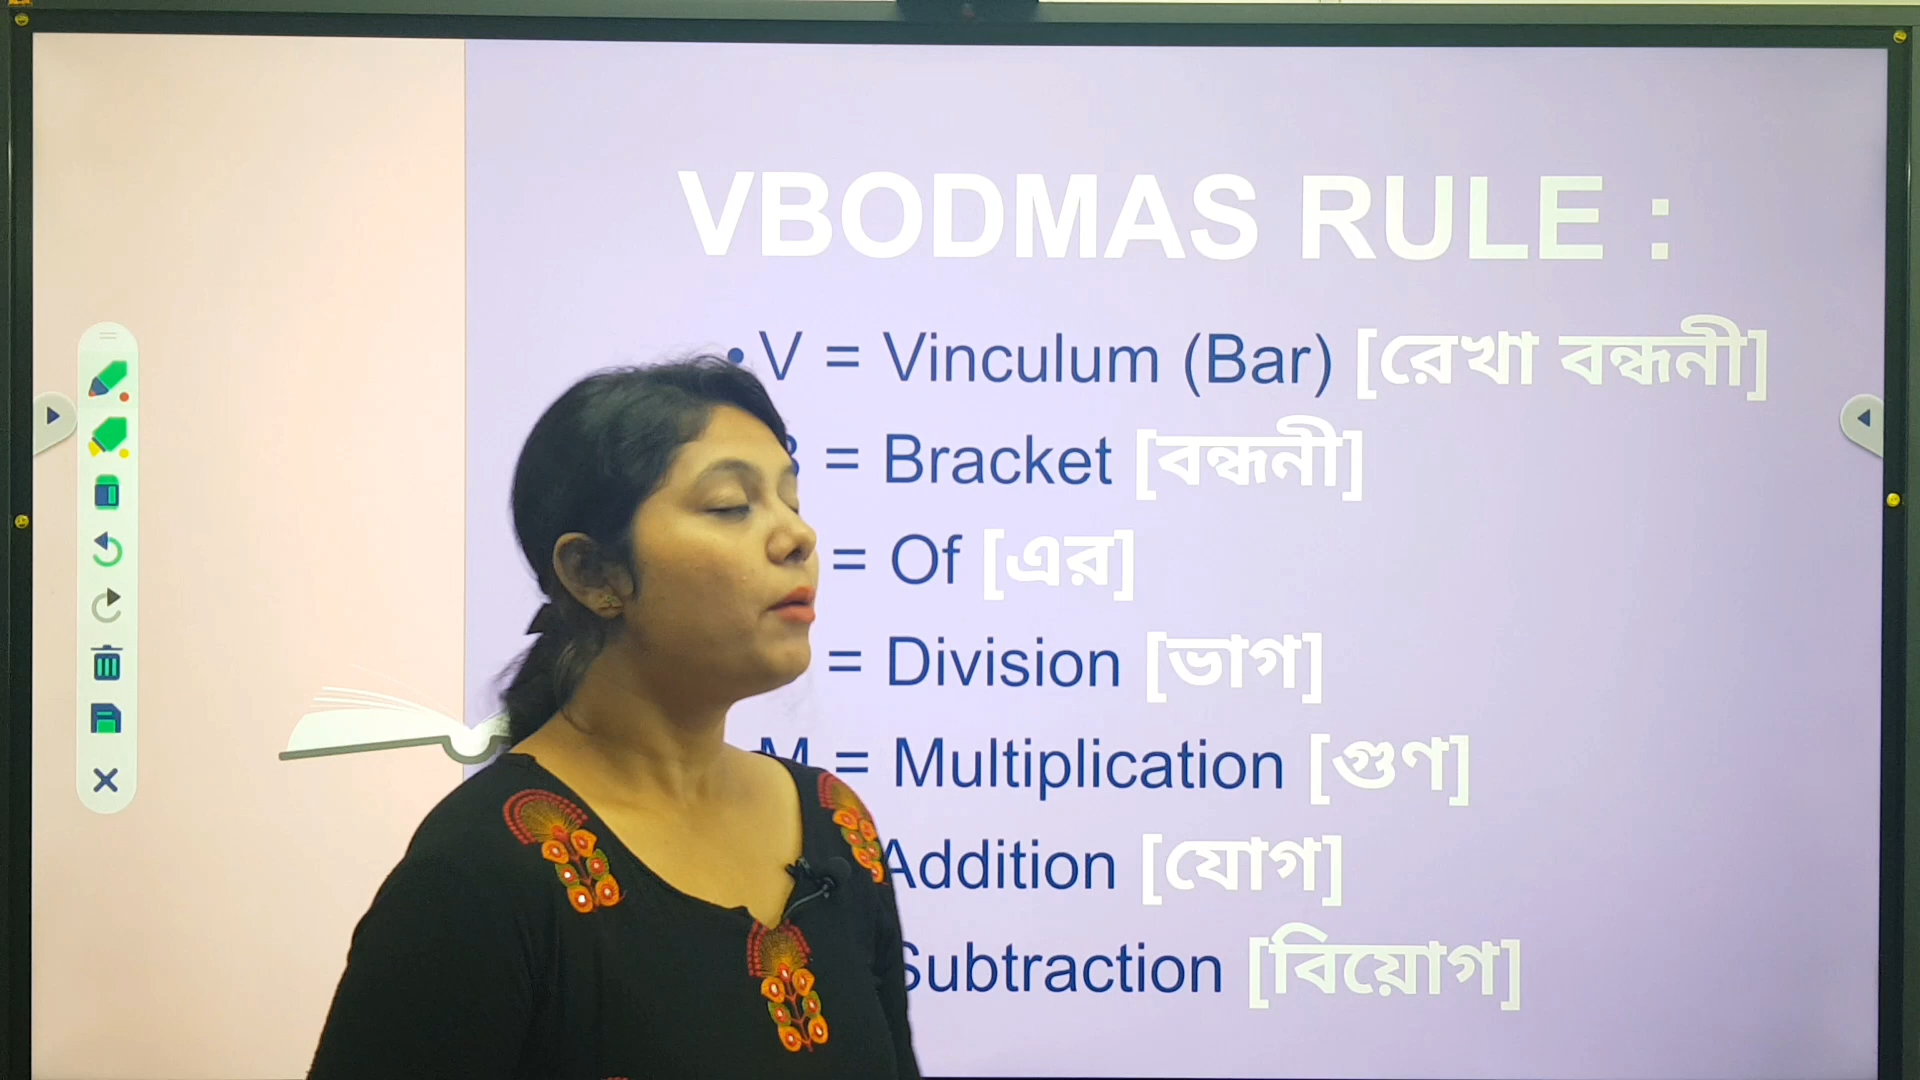 VBODMAS RULE :
• V = Vinculum (Bar) [রেখা বন্ধনী]
= Bracket [বন্ধনী]
= Of [এর]
= Division [ভাগ]
M = Multiplication [গুণ]
Addition [যোগ]
Subtraction [বিয়োগ]